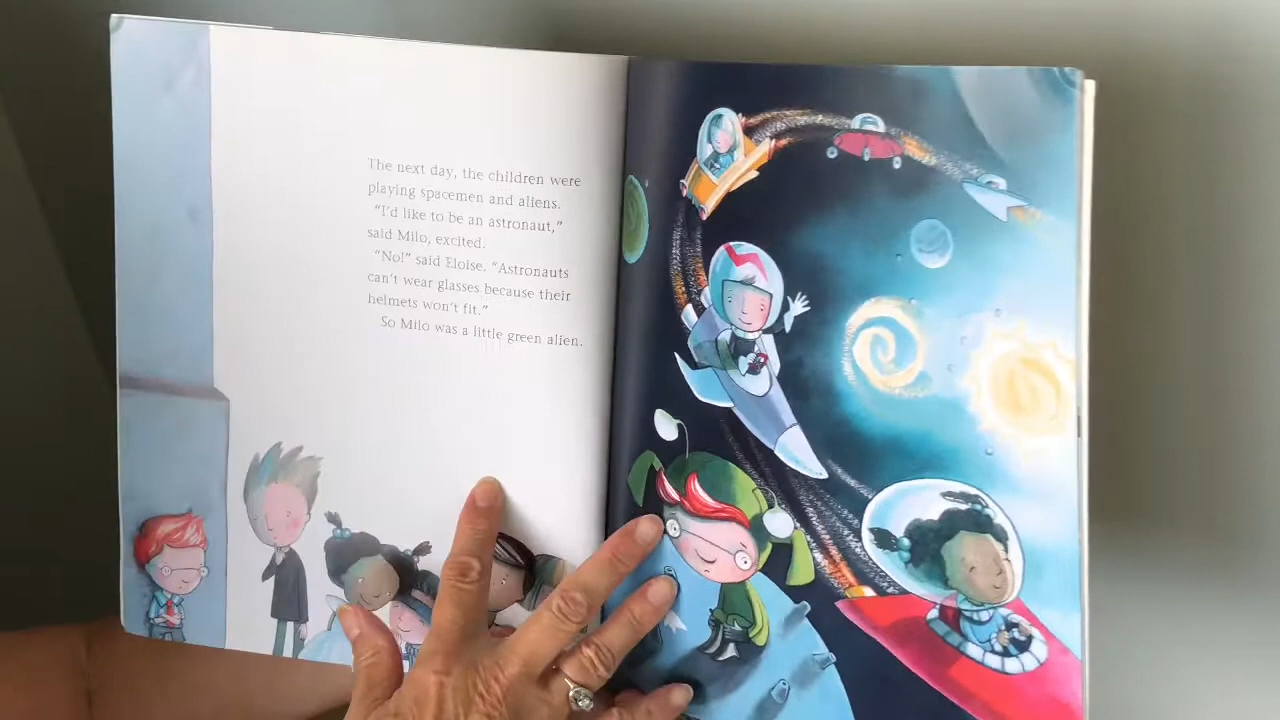 The next day, the children were
playing spacemen and aliens.
"I'd like to be an astronaut,"
said Milo, excited.
"No!" said Eloise. "Astronauts
can't wear glasses because their
helmets won't fit."
So Milo was a little green alien.